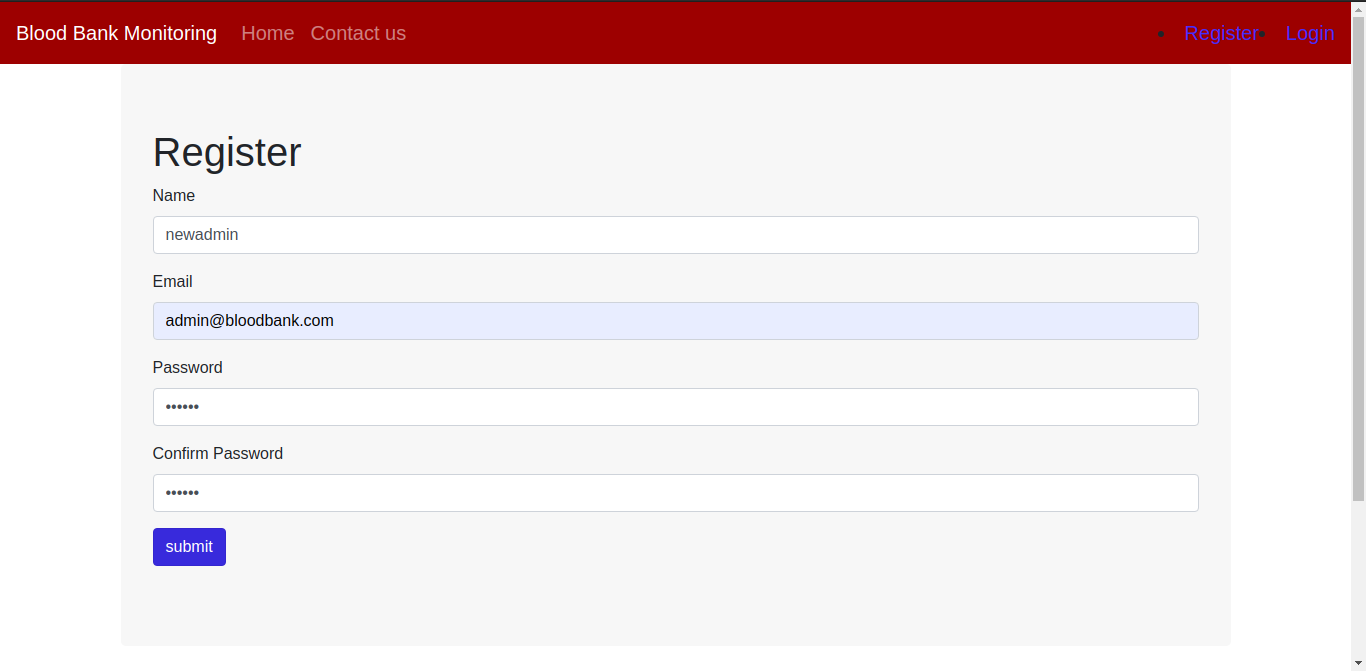 Blood Bank Monitoring Home Contact us • Register • Login
Register
Name
newadmin
Email
admin@bloodbank.com
Password
••••••
Confirm Password
••••••
submit